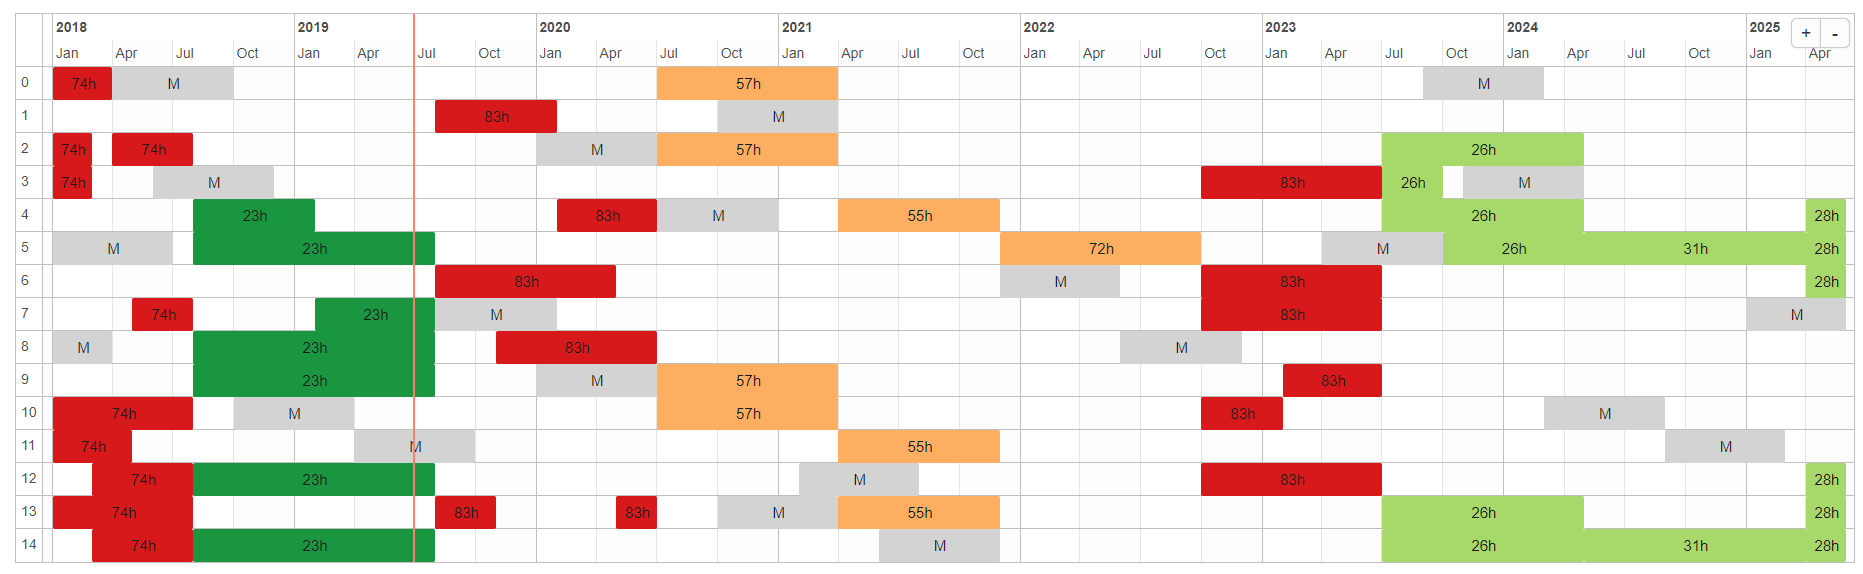 2018 2019 2020 2021 2022 2023 2024 2025 + -
Jan Apr Jul Oct Jan Apr Jul Oct Jan Apr Jul Oct Jan Apr Jul Oct Jan Apr Jul Oct Jan Apr Jul Oct Jan Apr Jul Oct Jan Apr
0 74h M 57h M
1 83h M
2 74h 74h M 57h 26h
3 74h M 83h 26h M
4 23h 83h M 55h 26h 28h
5 M 23h 72h M 26h 31h 28h
6 83h M 83h 28h
7 74h 23h M 83h M
8 M 23h 83h M
9 23h M 57h 83h
10 74h M 57h 83h M
11 74h M 55h M
12 74h 23h M 83h 28h
13 74h 83h 83h M 55h 26h 28h
14 74h 23h M 26h 31h 28h